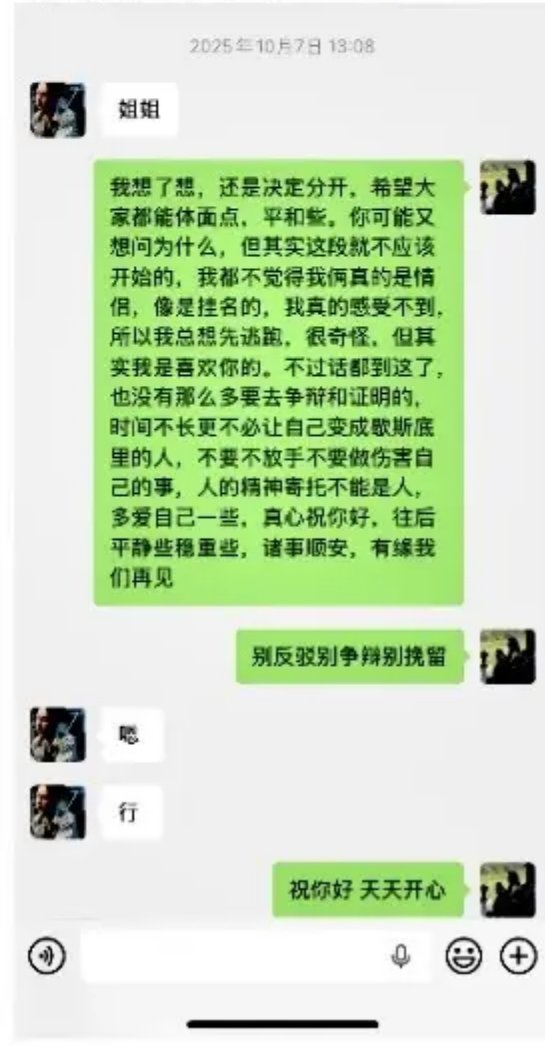 2025年10月7日 13:08
姐姐
我想了想，还是决定分开，希望大
家都能体面点，平和些。你可能又
想问为什么，但其实这段就不应该
开始的，我都不觉得我俩真的是情
侣，像是挂名的，我真的感受不到，
所以我总想先逃跑，很奇怪，但其
实我是喜欢你的。不过话都到这了，
也没有那么多要去争辩和证明的，
时间不长更不必让自己变成歇斯底
里的人，不要不放手不要做伤害自
己的事，人的精神寄托不能是人，
多爱自己一些，真心祝你好，往后
平静些稳重些，诸事顺安，有缘我
们再见
别反驳别争辩别挽留
嗯
行
祝你好 天天开心